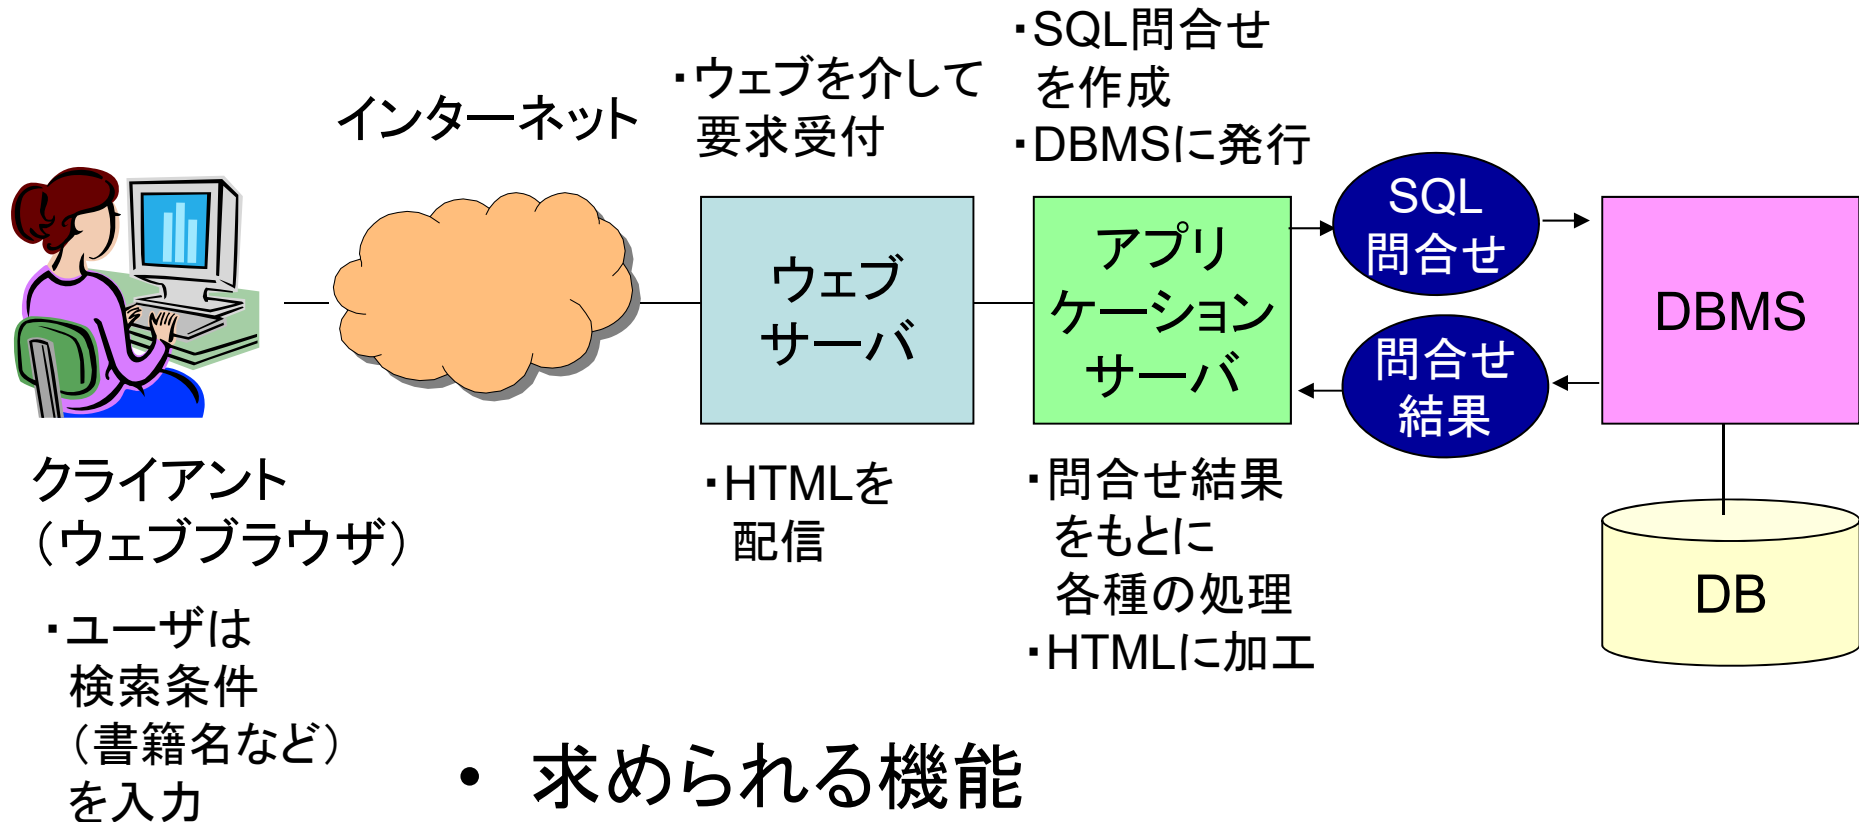 インターネット
・ウェブを介して
要求受付
・SQL問合せ
を作成
・DBMSに発行
ウェブ
サーバ
アプリ
ケーション
サーバ
SQL
問合せ
問合せ
結果
DBMS
DB
クライアント
（ウェブブラウザ）
・ユーザは
検索条件
（書籍名など）
を入力
・HTMLを
配信
・問合せ結果
をもとに
各種の処理
・HTMLに加工
• 求められる機能